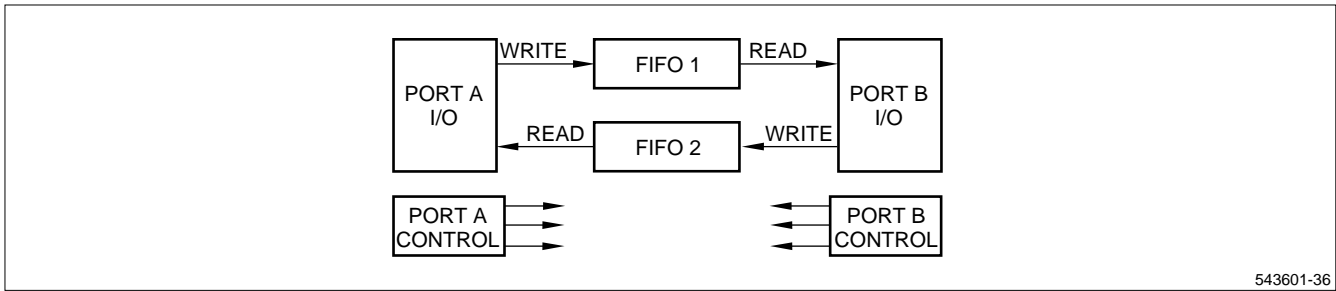 WRITE
FIFO 1
READ
PORT A
I/O
PORT B
I/O
READ
FIFO 2
WRITE
PORT A
CONTROL
PORT B
CONTROL
543601-36